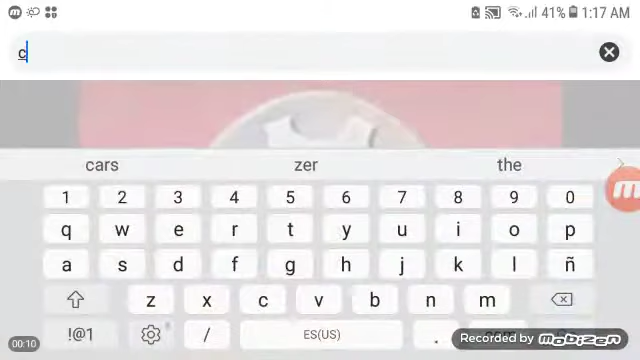 41% 1:17 AM
c
cars zer the
1 2 3 4 5 6 7 8 9 0
q w e r t y u i o p
a s d f g h j k l ñ
z x c v b n m
!@1 / ES(US) .
00:10 Recorded by mobizen